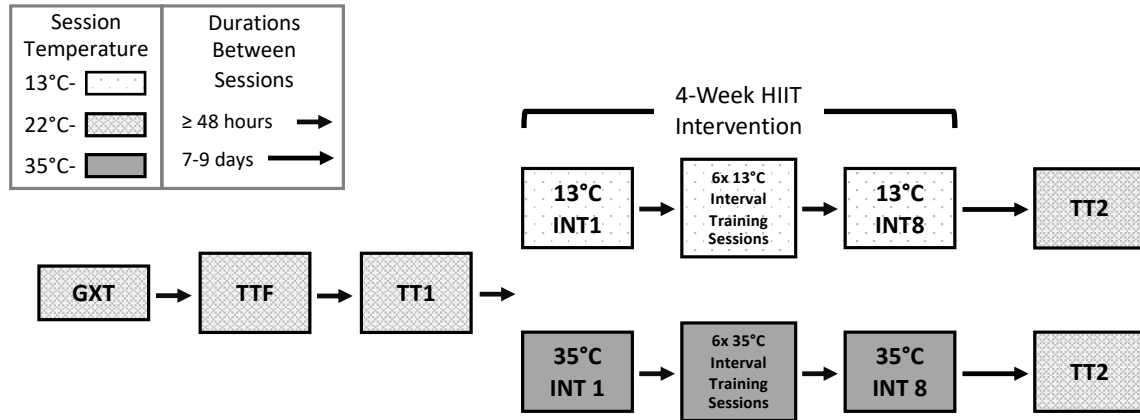 Session
Temperature
13°C-
22°C-
35°C-
Durations
Between
Sessions
≥ 48 hours
7-9 days
4-Week HIIT
Intervention
13°C
INT1
6x 13°C
Interval
Training
Sessions
13°C
INT8
TT2
GXT
TTF
TT1
35°C
INT 1
6x 35°C
Interval
Training
Sessions
35°C
INT 8
TT2